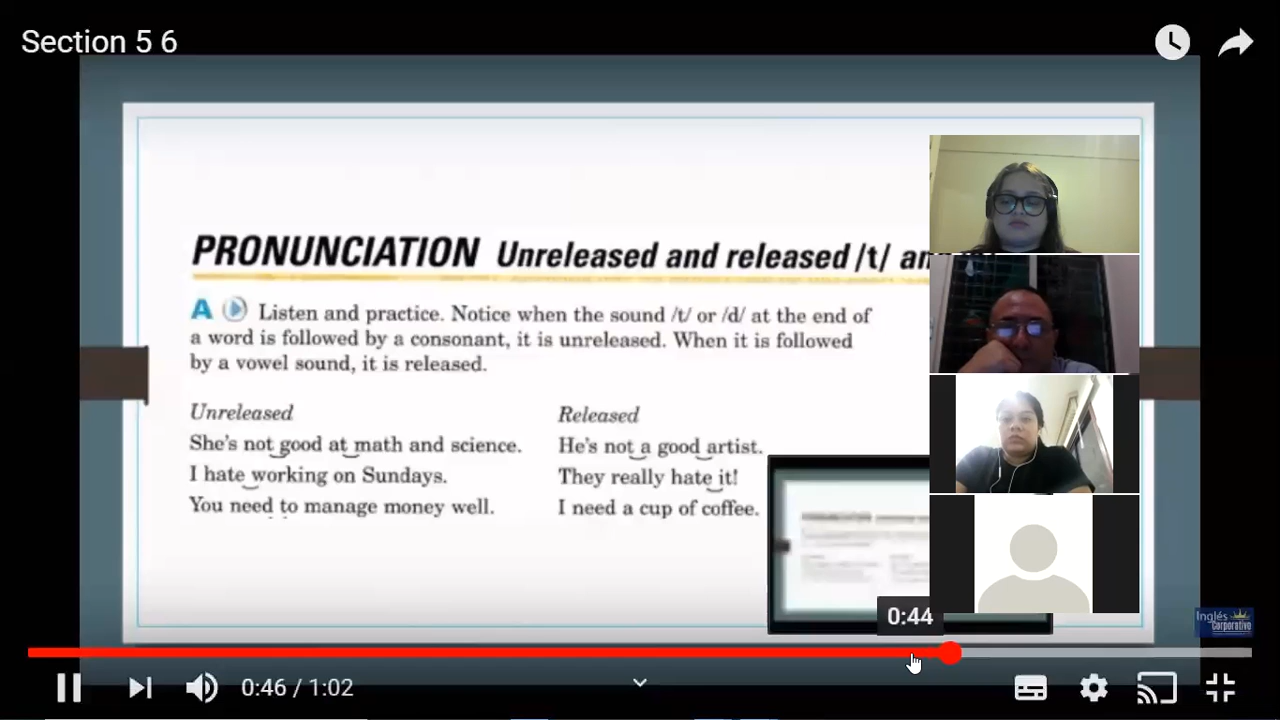 Section 5 6
PRONUNCIATION Unreleased and released /t/
A Listen and practice. Notice when the sound /t/ or /d/ at the end of
a word is followed by a consonant, it is unreleased. When it is followed
by a vowel sound, it is released.
Unreleased
She's not good at math and science.
I hate working on Sundays.
You need to manage money well.
Released
He's not a good artist.
They really hate it!
I need a cup of coffee.
0:44
Inglés
Corporativo
0:46 / 1:02